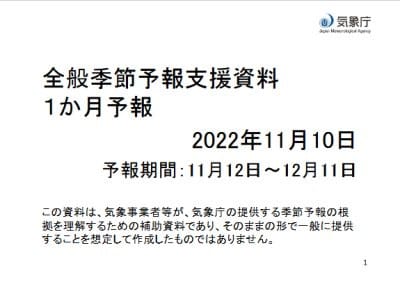 気象庁
Japan Meteorological Agency
全般季節予報支援資料
1か月予報
2022年11月10日
予報期間：11月12日～12月11日
この資料は、気象事業者等が、気象庁の提供する季節予報の根
拠を理解するための補助資料であり、そのままの形で一般に提供
することを想定して作成したものではありません。
1